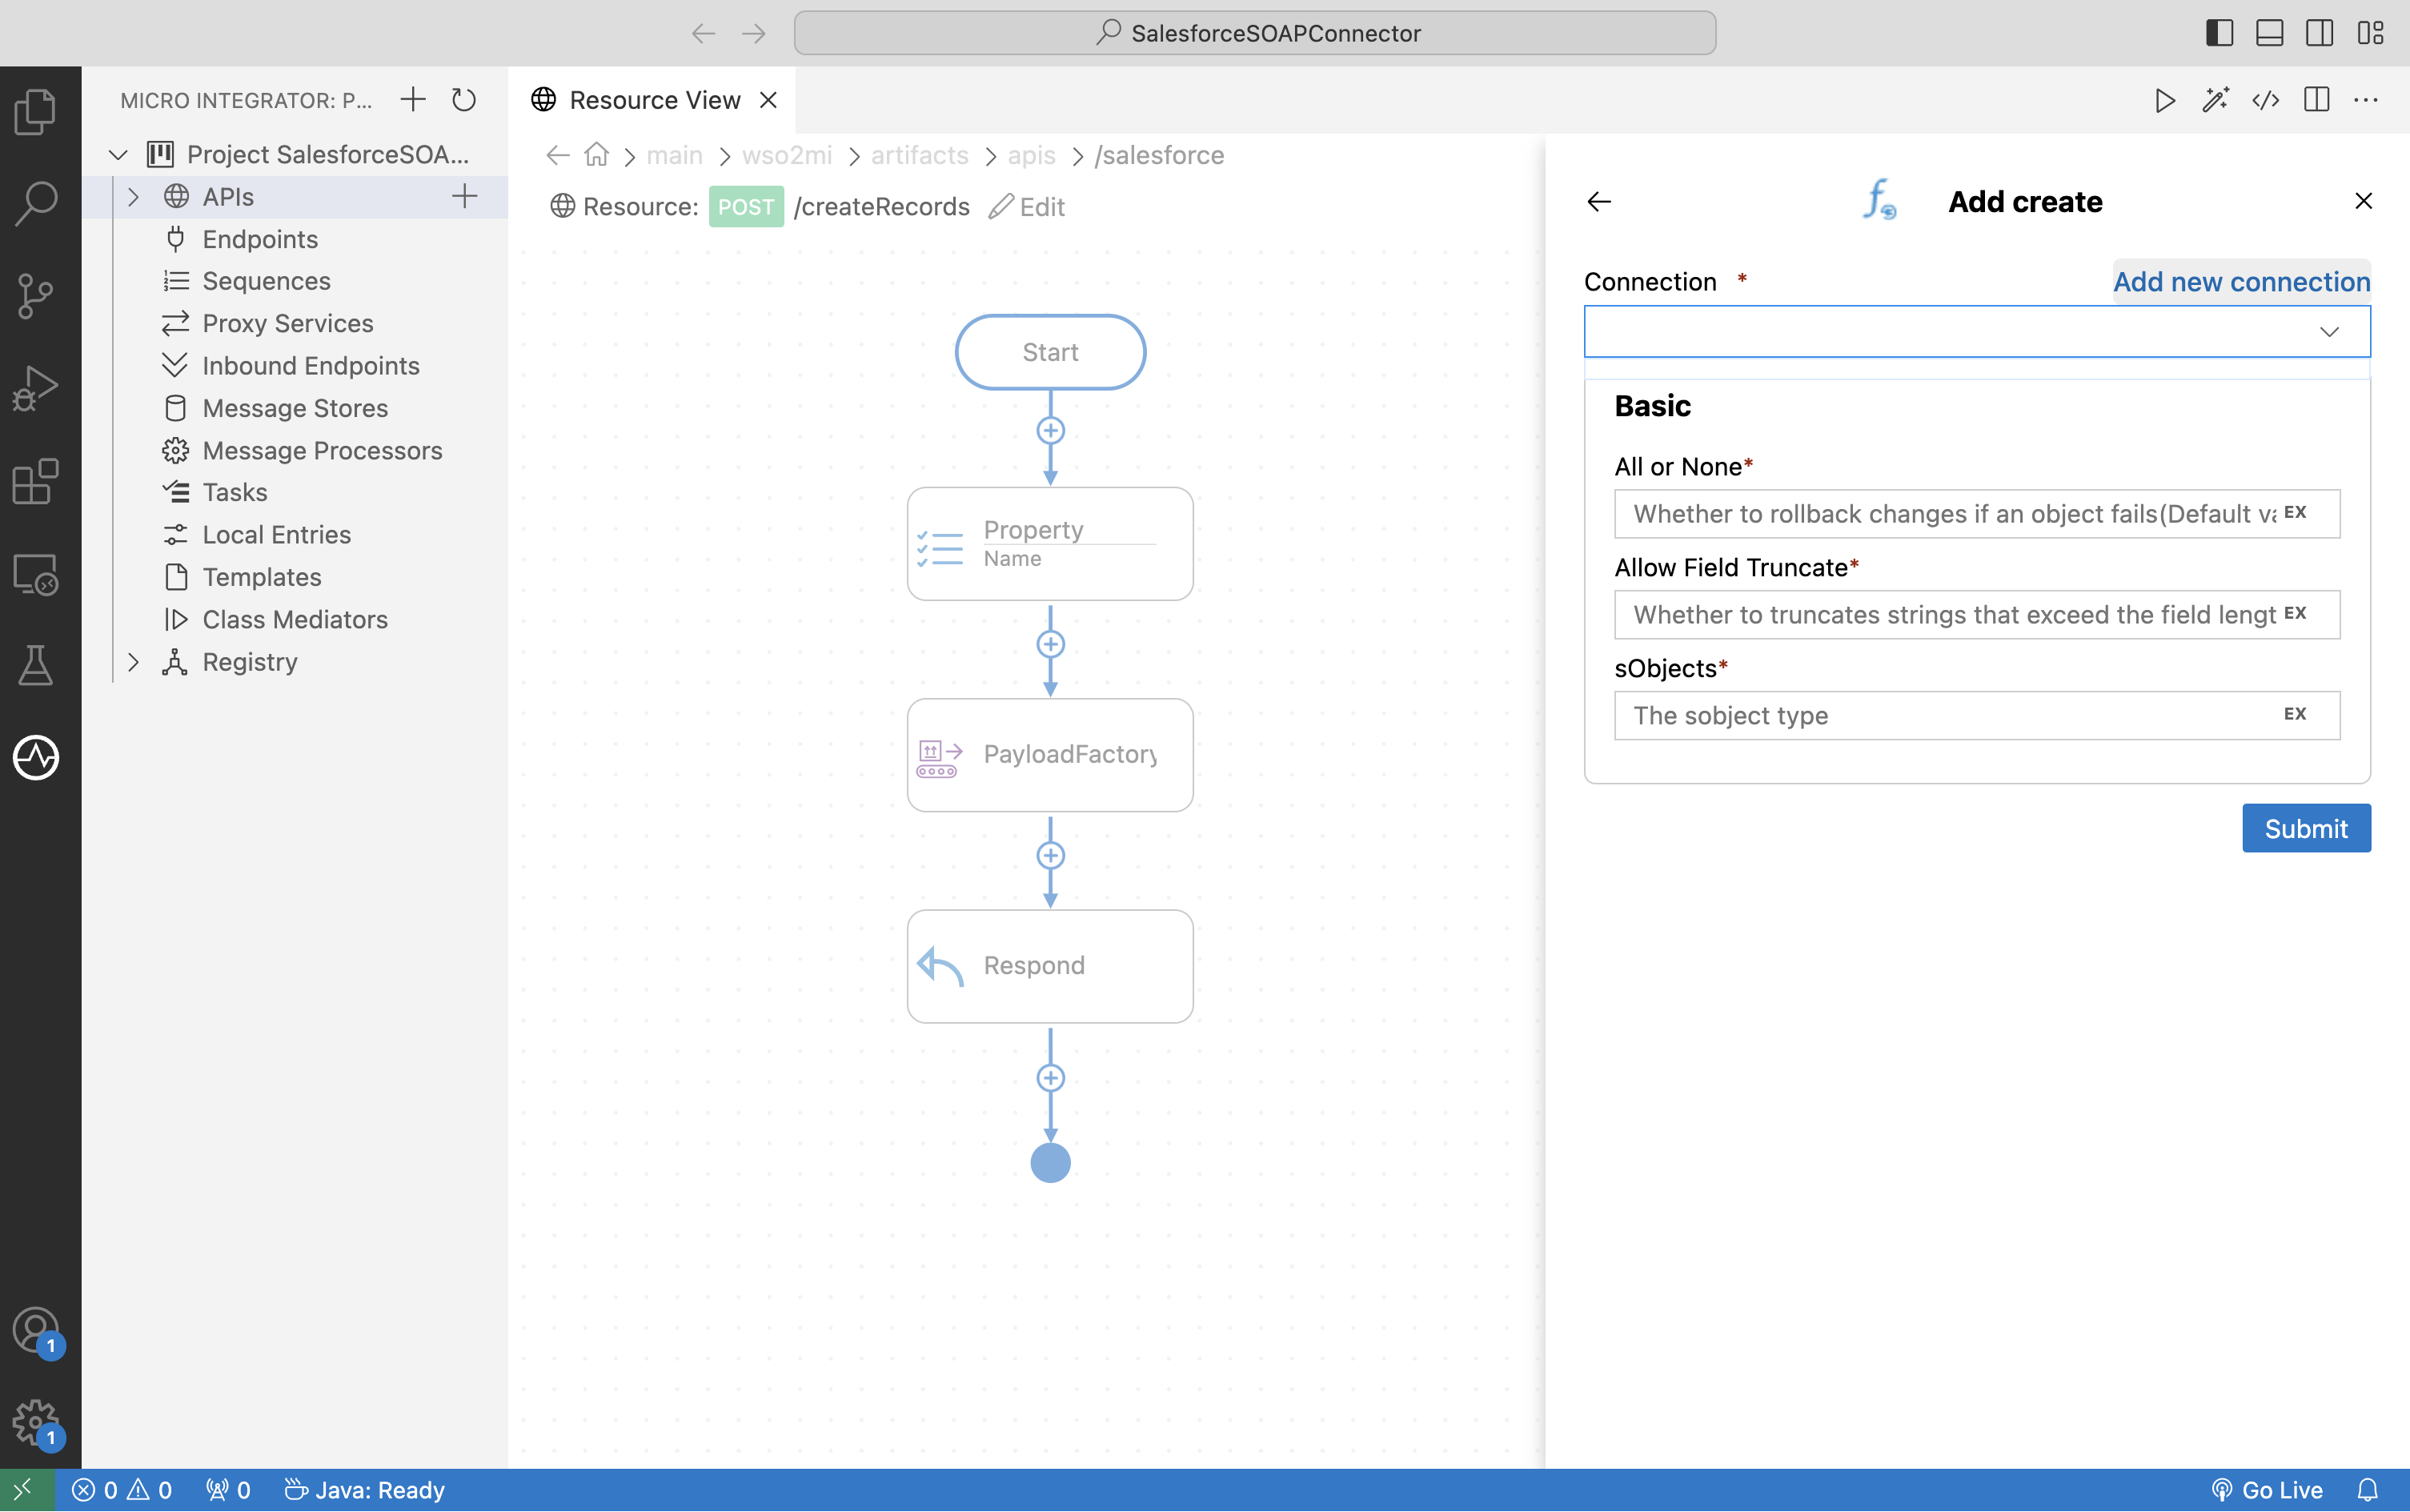 SalesforceSOAPConnector
MICRO INTEGRATOR: P...
Project SalesforceSOA...
APIs
Endpoints
Sequences
Proxy Services
Inbound Endpoints
Message Stores
Message Processors
Tasks
Local Entries
Templates
Class Mediators
Registry
Resource View
main wso2mi artifacts apis /salesforce
Resource: POST /createRecords Edit
Start
Property
Name
PayloadFactory
Respond
Add create
Connection * Add new connection
Basic
All or None*
Whether to rollback changes if an object fails(Default va EX
Allow Field Truncate*
Whether to truncates strings that exceed the field lengt EX
sObjects*
The sobject type EX
Submit
1
1
0 0 0 Java: Ready Go Live